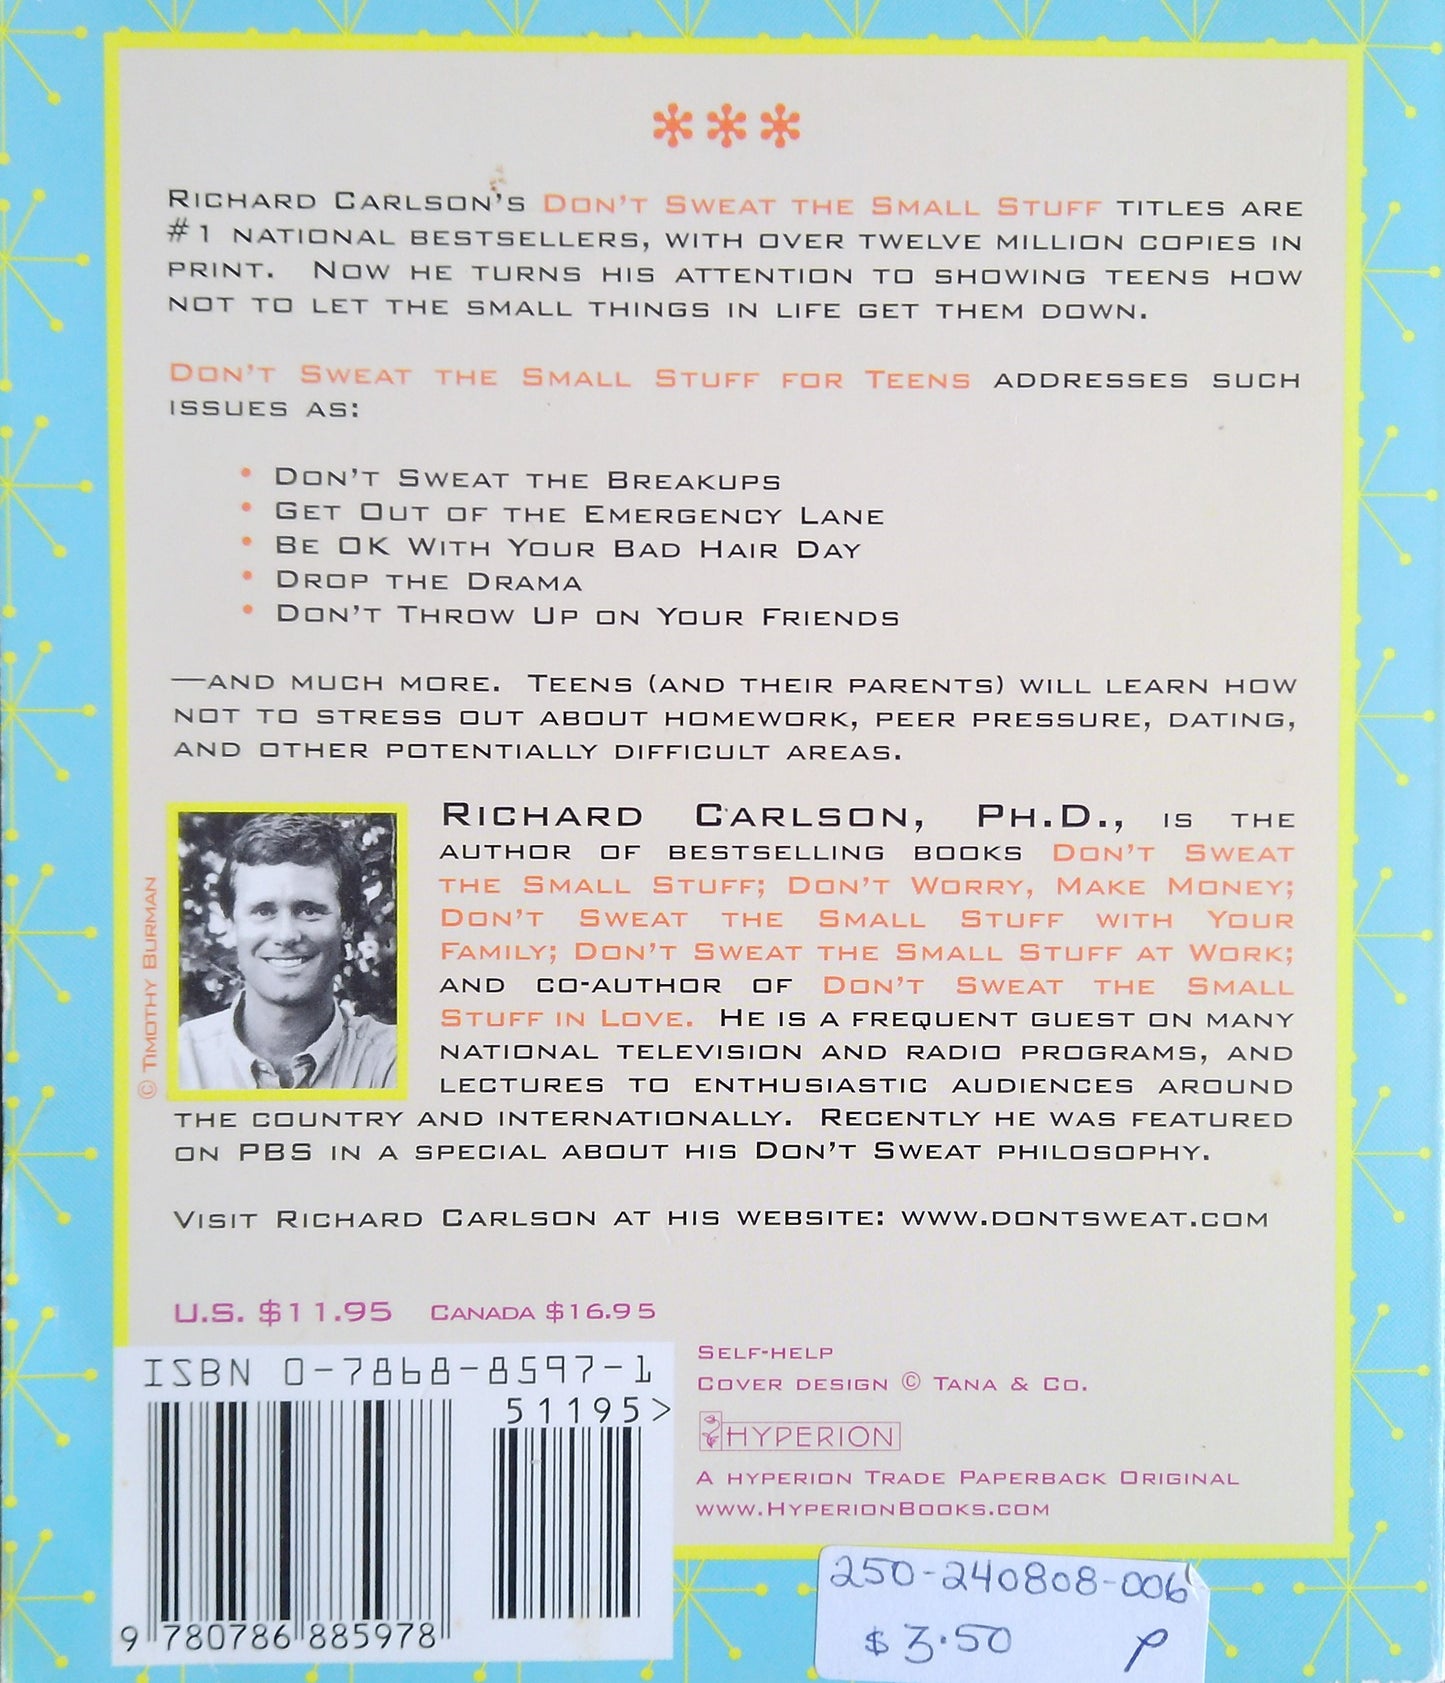 Richard Carlson's Don't Sweat the Small Stuff titles are
#1 national bestsellers, with over twelve million copies in
print. Now he turns his attention to showing teens how
not to let the small things in life get them down.
Don't Sweat the Small Stuff for Teens addresses such
issues as:
• Don't Sweat the Breakups
• Get Out of the Emergency Lane
• Be OK With Your Bad Hair Day
• Drop the Drama
• Don't Throw Up on Your Friends
—and much more. Teens (and their parents) will learn how
not to stress out about homework, peer pressure, dating,
and other potentially difficult areas.
© Timothy Burman
Richard Carlson, Ph.D., is the
author of bestselling books Don't Sweat
the Small Stuff; Don't Worry, Make Money;
Don't Sweat the Small Stuff with Your
Family; Don't Sweat the Small Stuff at Work;
and co-author of Don't Sweat the Small
Stuff in Love. He is a frequent guest on many
national television and radio programs, and
lectures to enthusiastic audiences around
the country and internationally. Recently he was featured
on PBS in a special about his Don't Sweat philosophy.
Visit Richard Carlson at his website: www.dontsweat.com
U.S. $11.95 Canada $16.95
ISBN 0-7868-8597-1
51195>
9 780786 885978
Self-help
Cover design © Tana & Co.
HYPERION
A Hyperion Trade Paperback Original
www.HyperionBooks.com
250-240808-006
$3.50 P